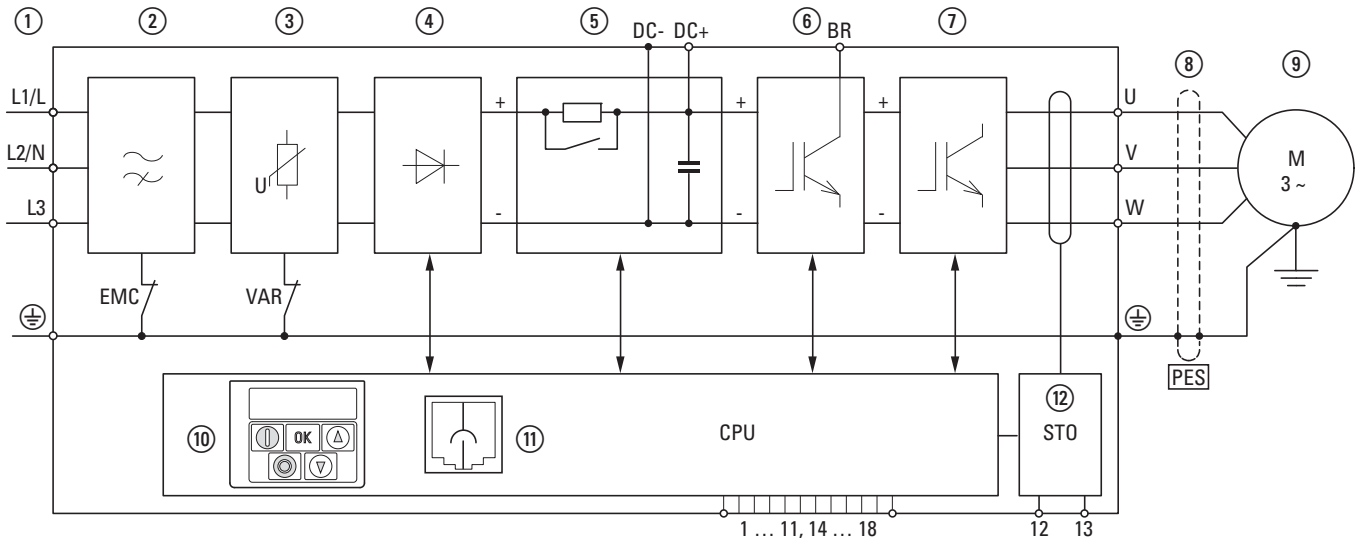 ① ② ③ ④ ⑤ DC- DC+ ⑥ BR ⑦ ⑧ ⑨
L1/L + + + U
L2/N U V M
3 ~
L3 - - - W
EMC VAR
PES
⑩ OK ⑪ CPU ⑫
STO
1 … 11, 14 … 18 12 13